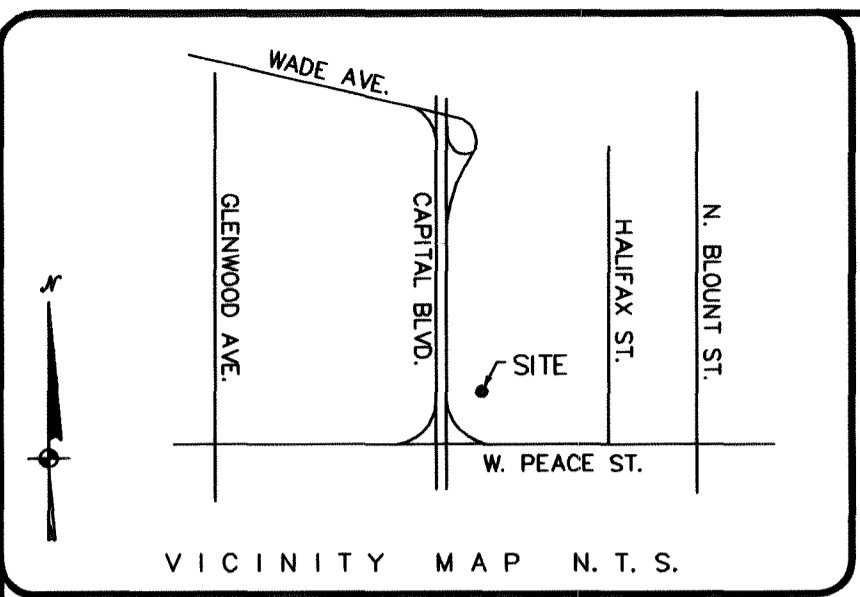 WADE AVE.
GLENWOOD AVE.
CAPITAL BLVD.
HALIFAX ST.
N. BLOUNT ST.
N
SITE
W. PEACE ST.
VICINITY MAP N.T.S.